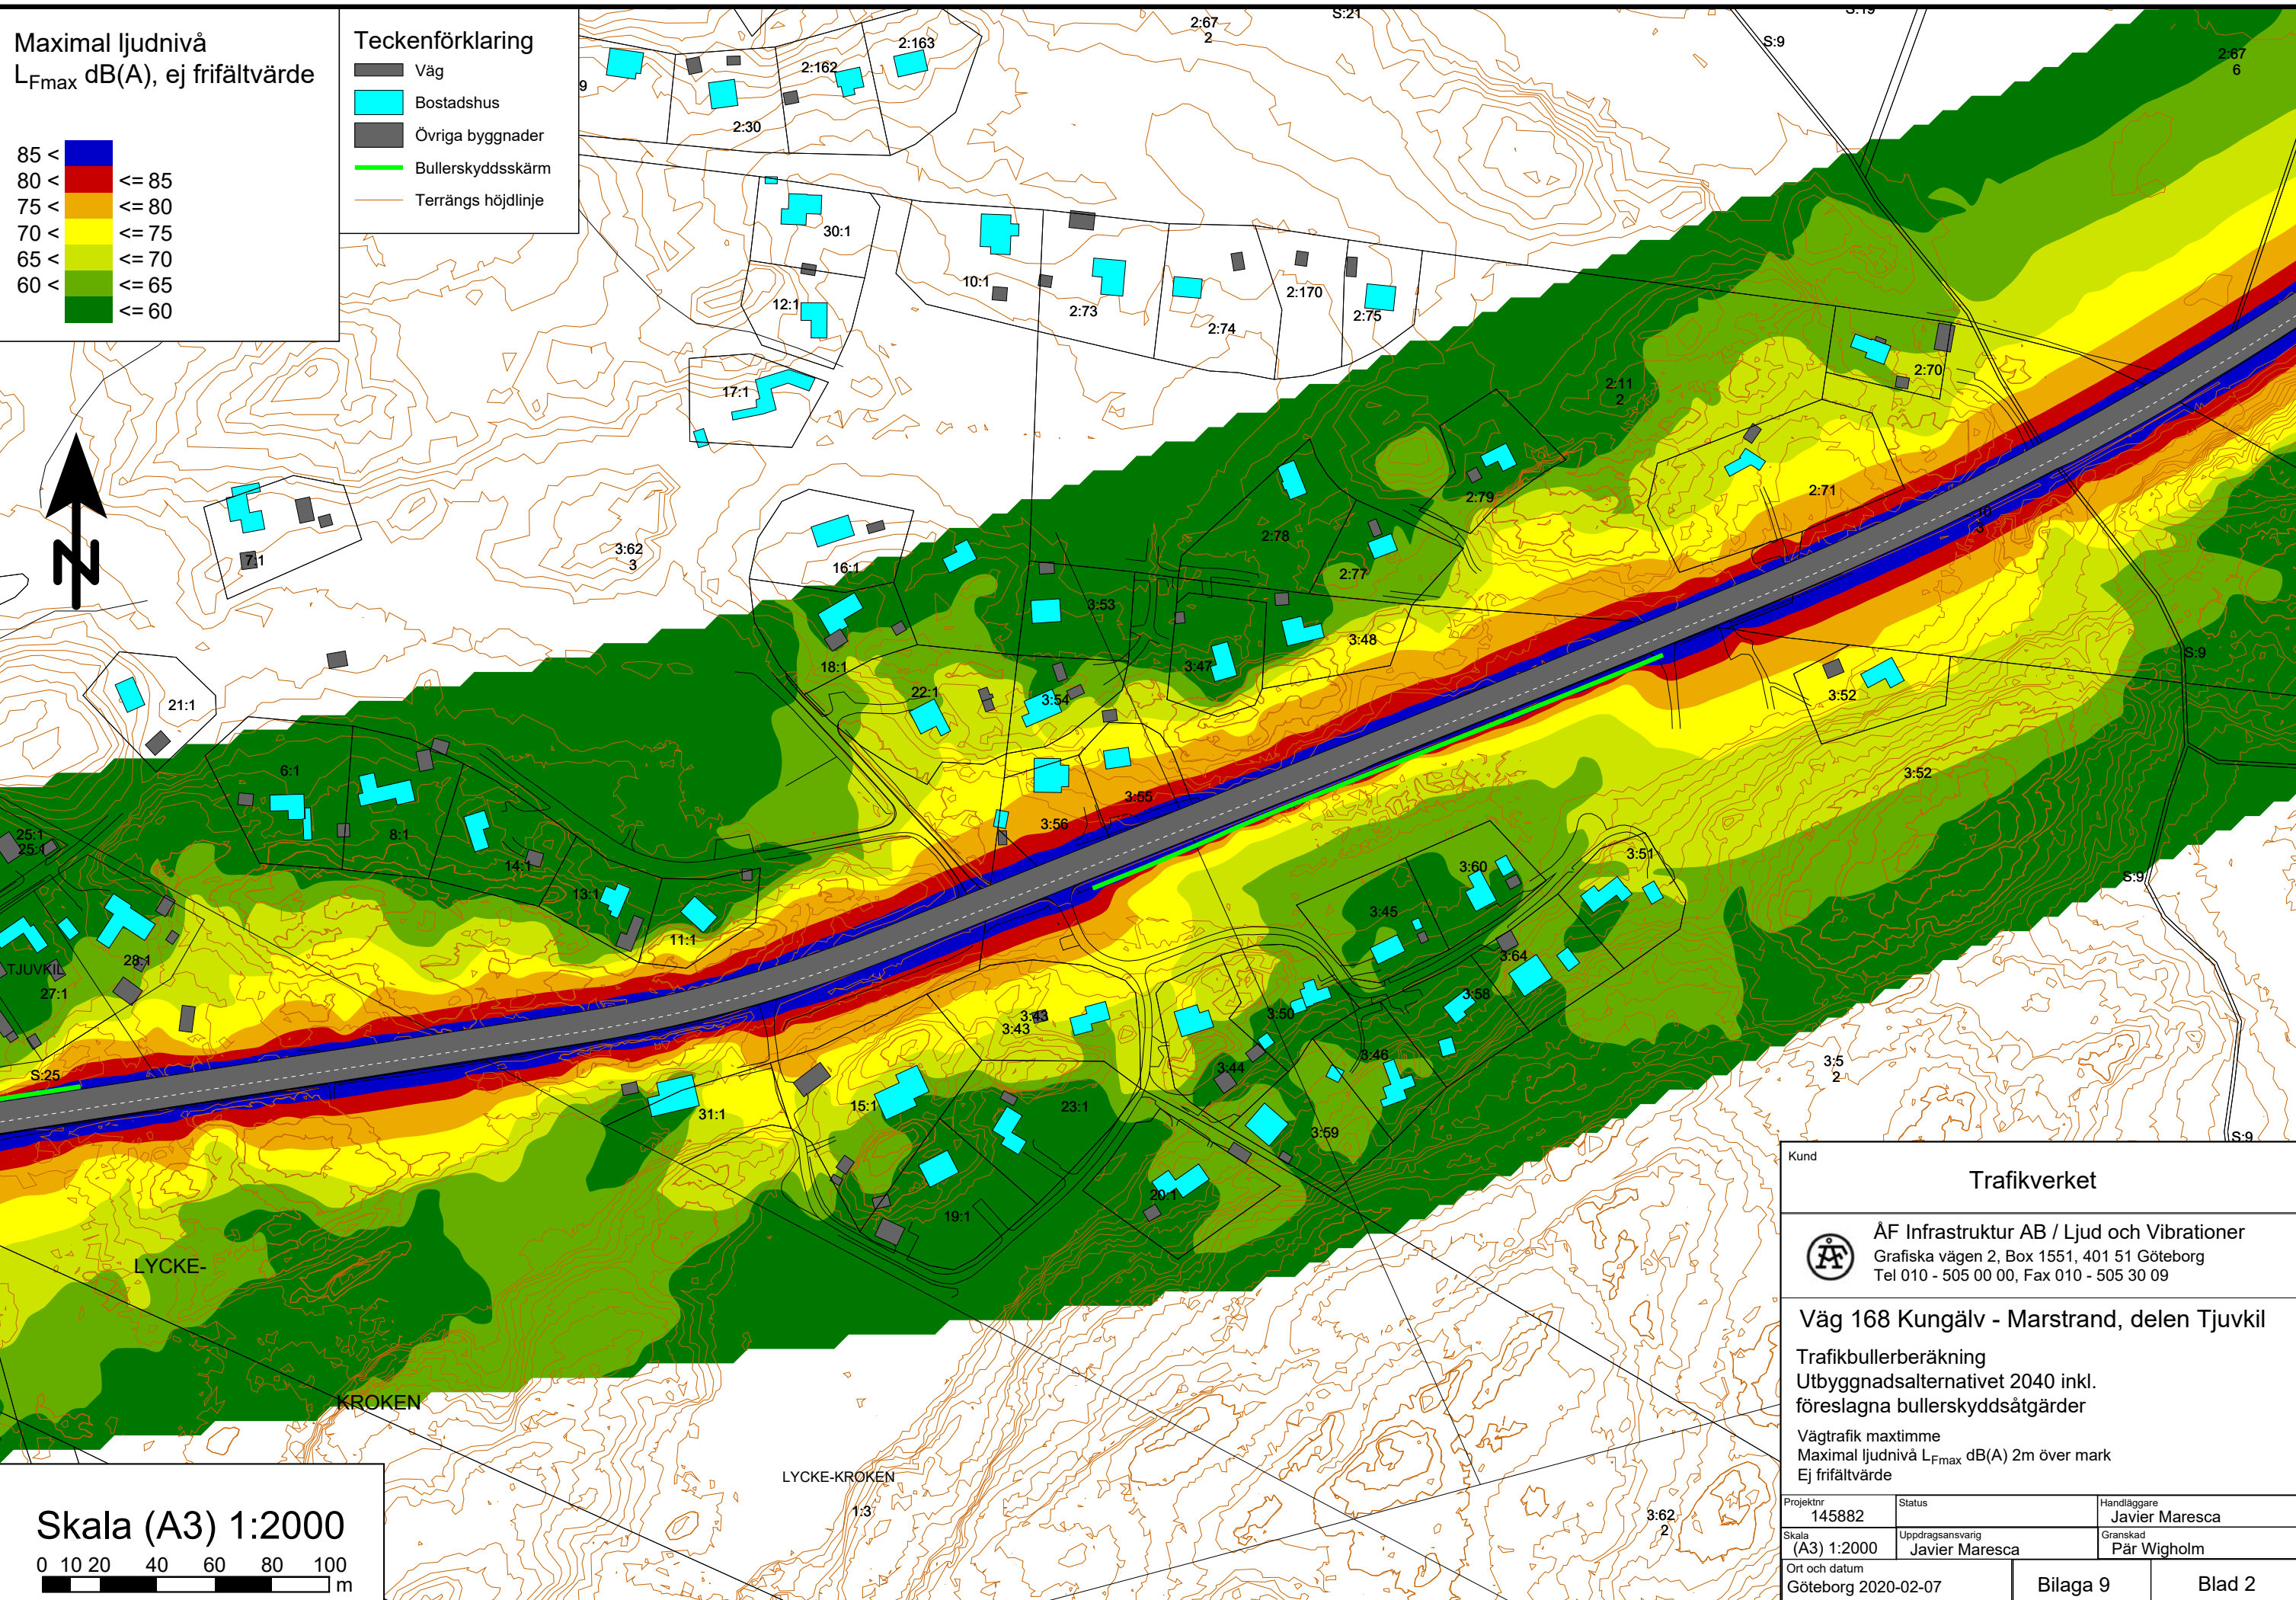 Maximal ljudnivå
LFmax dB(A), ej frifältvärde
85 <
80 < <= 85
75 < <= 80
70 < <= 75
65 < <= 70
60 < <= 65
<= 60
Teckenförklaring
Väg
Bostadshus
Övriga byggnader
Bullerskyddsskärm
Terrängs höjdlinje
2:67
2
S:21
S:19
S:9
2:67
6
2:163
2:162
9
2:30
30:1
10:1
12:1
2:73
2:74
2:170
2:75
17:1
2:11
2
2:70
2:71
2:79
10
3
7:1
3:62
3
16:1
2:78
2:77
3:53
3:48
3:47
18:1
22:1
3:54
21:1
3:52
S:9
3:52
6:1
8:1
14:1
13:1
11:1
3:55
3:56
25:1
25:1
28:1
TJUVKIL
27:1
S:25
3:60
3:51
3:45
3:64
3:58
3:50
3:43
3:43
3:46
3:44
S:9
3:5
2
31:1
15:1
23:1
3:59
20:1
19:1
S:9
LYCKE-
KROKEN
LYCKE-KROKEN
1:3
3:62
2
N
Skala (A3) 1:2000
0 10 20 40 60 80 100
m
Kund
Trafikverket
ÅF
ÅF Infrastruktur AB / Ljud och Vibrationer
Grafiska vägen 2, Box 1551, 401 51 Göteborg
Tel 010 - 505 00 00, Fax 010 - 505 30 09
Väg 168 Kungälv - Marstrand, delen Tjuvkil
Trafikbullerberäkning
Utbyggnadsalternativet 2040 inkl.
föreslagna bullerskyddsåtgärder
Vägtrafik maxtimme
Maximal ljudnivå LFmax dB(A) 2m över mark
Ej frifältvärde
Projektnr
145882
Status
Handläggare
Javier Maresca
Skala
(A3) 1:2000
Uppdragsansvarig
Javier Maresca
Granskad
Pär Wigholm
Ort och datum
Göteborg 2020-02-07
Bilaga 9
Blad 2